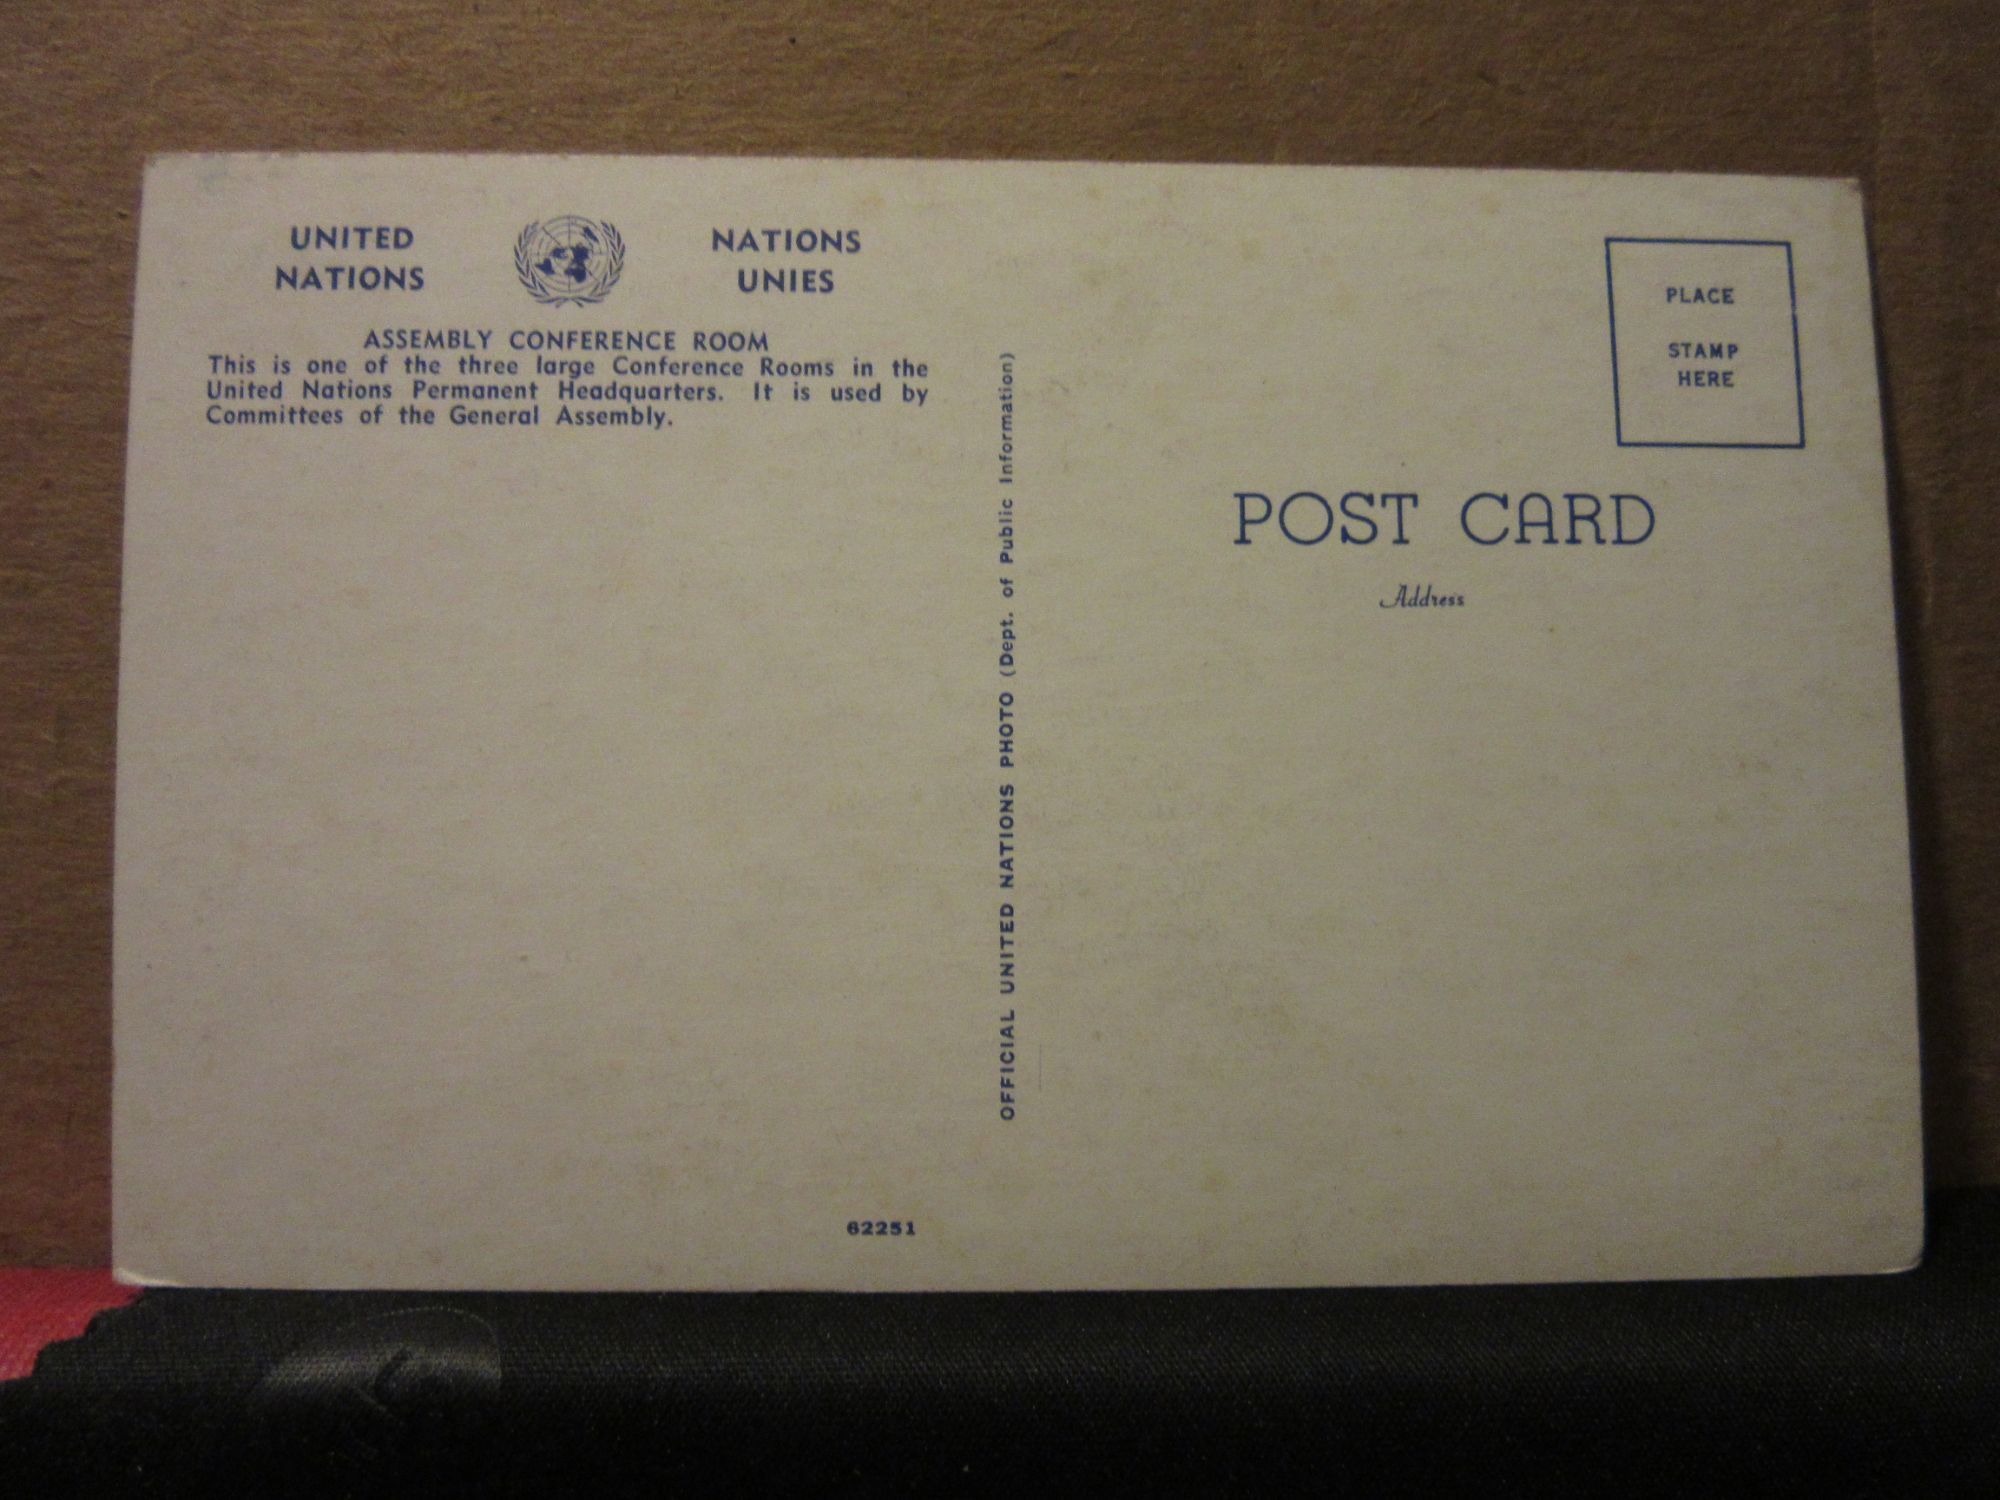 UNITED
NATIONS
NATIONS
UNIES
ASSEMBLY CONFERENCE ROOM
This is one of the three large Conference Rooms in the
United Nations Permanent Headquarters. It is used by
Committees of the General Assembly.
OFFICIAL UNITED NATIONS PHOTO (Dept. of Public Information)
62251
PLACE
STAMP
HERE
POST CARD
Address